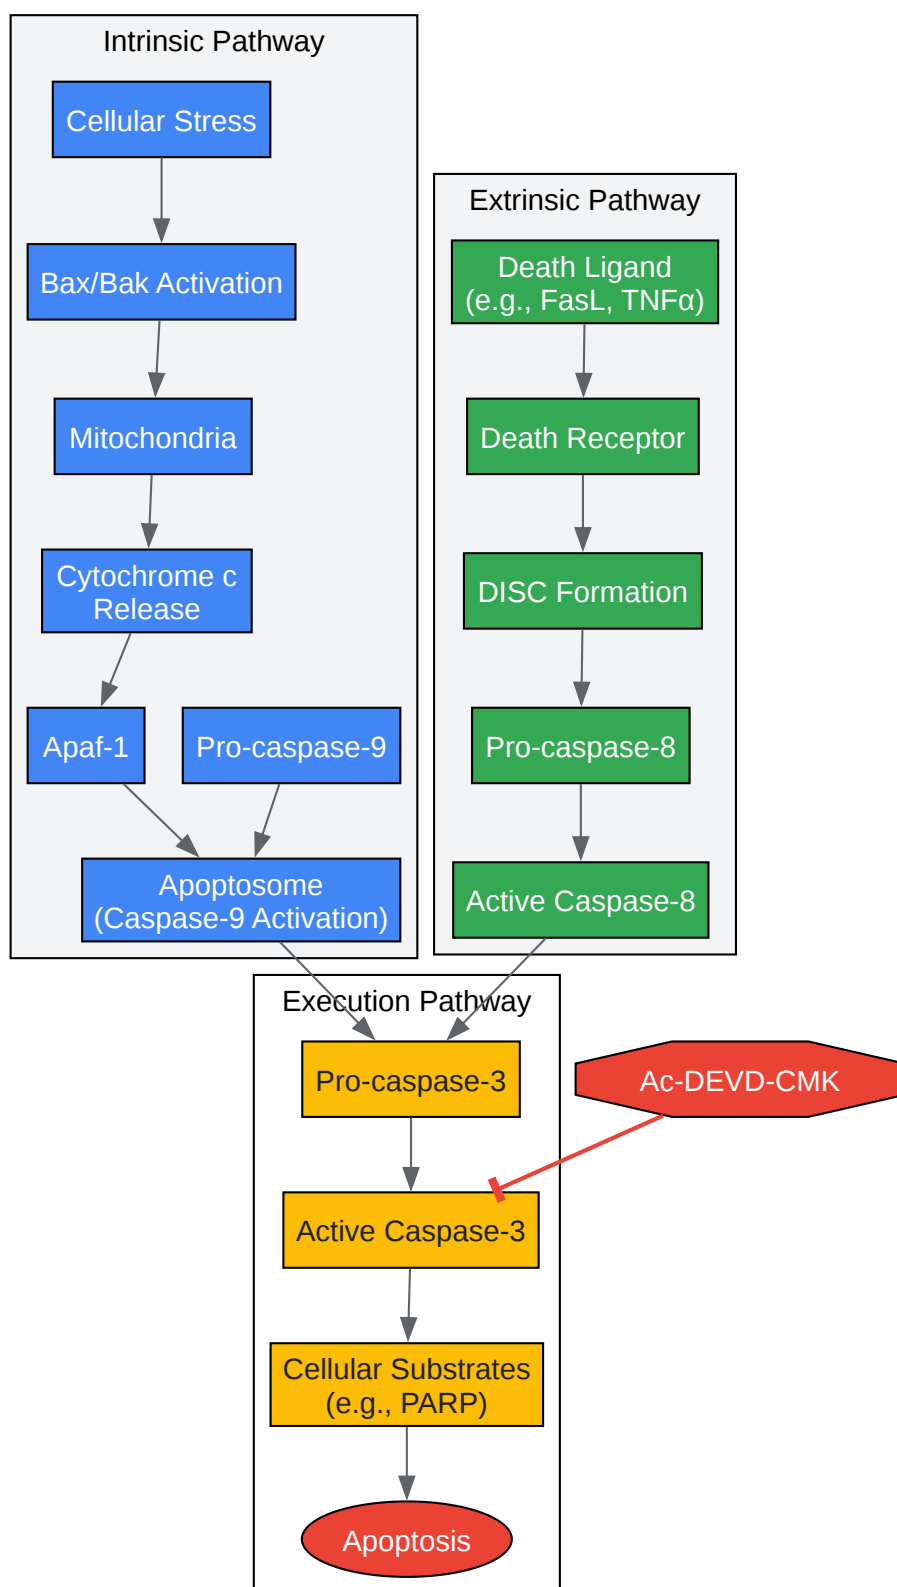 Intrinsic Pathway
Cellular Stress
Bax/Bak Activation
Mitochondria
Cytochrome c
Release
Apaf-1
Pro-caspase-9
Apoptosome
(Caspase-9 Activation)
Extrinsic Pathway
Death Ligand
(e.g., FasL, TNFα)
Death Receptor
DISC Formation
Pro-caspase-8
Active Caspase-8
Execution Pathway
Pro-caspase-3
Ac-DEVD-CMK
Active Caspase-3
Cellular Substrates
(e.g., PARP)
Apoptosis